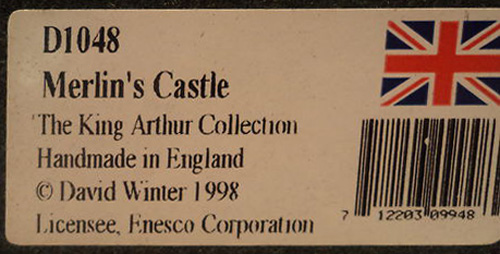 D1048
Merlin's Castle
The King Arthur Collection
Handmade in England
© David Winter 1998
Licensee, Enesco Corporation
7 12203 09948